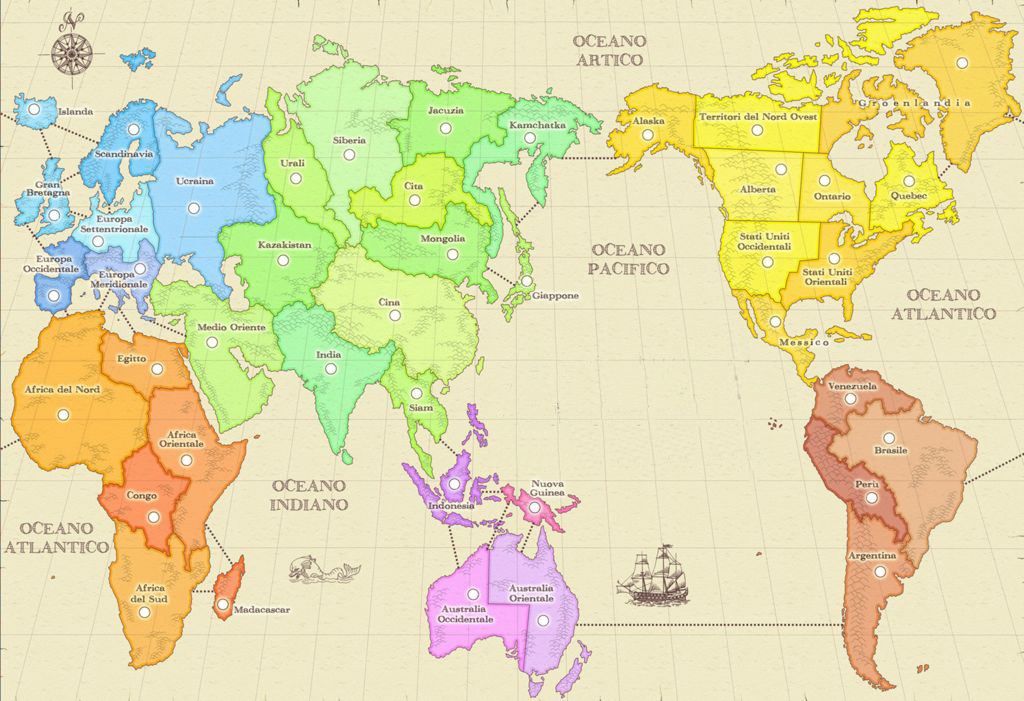 N
OCEANO
ARTICO
Islanda
Scandinavia
Gran
Bretagna
Ucraina
Europa
Settentrionale
Europa
Occidentale
Europa
Meridionale
Urali
Siberia
Jacuzia
Kamchatka
Cita
Mongolia
Kazakistan
Giappone
Cina
Medio Oriente
India
Siam
Alaska
Territori del Nord Ovest
Groenlandia
Alberta
Ontario
Quebec
Stati Uniti
Occidentali
Stati Uniti
Orientali
Messico
OCEANO
PACIFICO
OCEANO
ATLANTICO
Egitto
Africa del Nord
Africa
Orientale
Congo
Africa
del Sud
Madacascar
OCEANO
ATLANTICO
OCEANO
INDIANO
Indonesia
Nuova
Guinea
Australia
Occidentale
Australia
Orientale
Venezuela
Brasile
Perù
Argentina